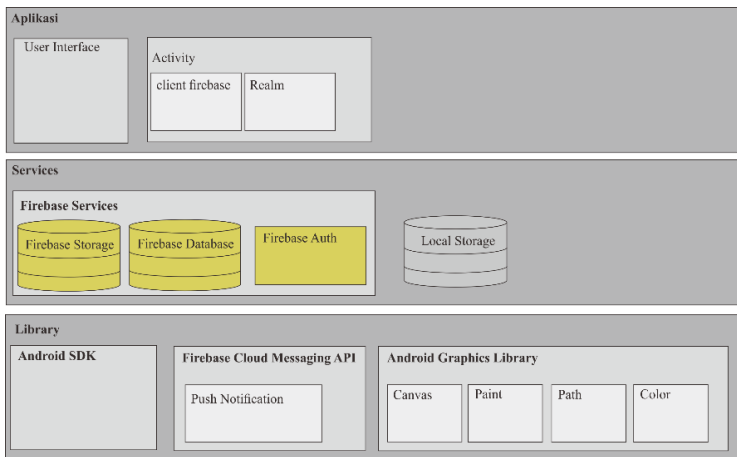 Aplikasi
User Interface
Activity
client firebase
Realm
Services
Firebase Services
Firebase Storage
Firebase Database
Firebase Auth
Local Storage
Library
Android SDK
Firebase Cloud Messaging API
Push Notification
Android Graphics Library
Canvas
Paint
Path
Color